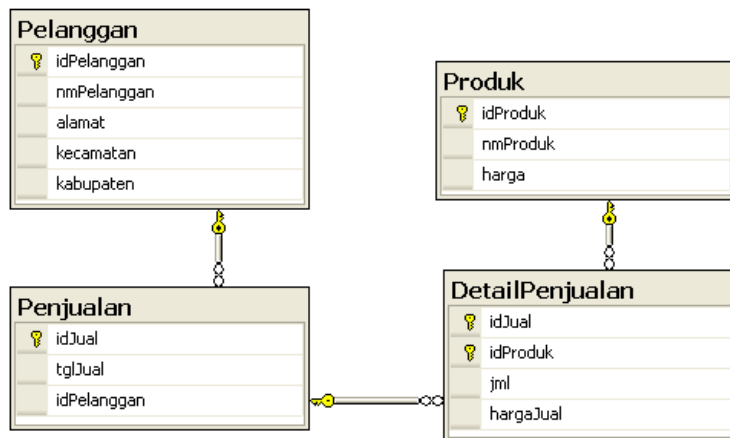 Pelanggan
idPelanggan
nmPelanggan
alamat
kecamatan
kabupaten
Produk
idProduk
nmProduk
harga
Penjualan
idJual
tglJual
idPelanggan
DetailPenjualan
idJual
idProduk
jml
hargaJual